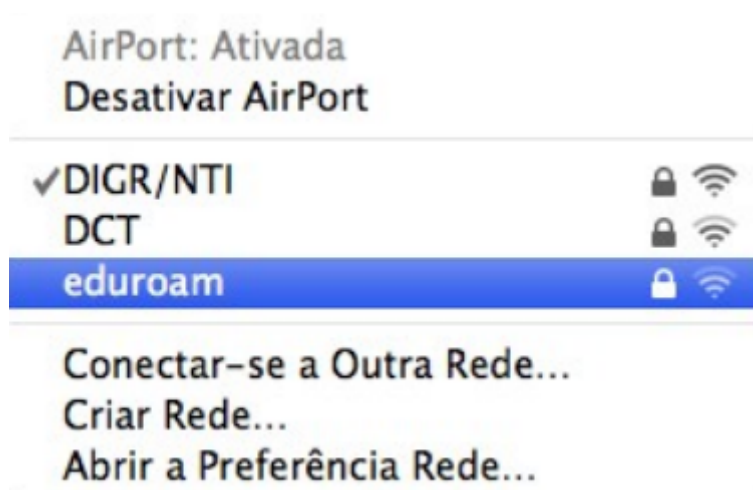 AirPort: Ativada
Desativar AirPort
DIGR/NTI
DCT
eduroam
Conectar-se a Outra Rede...
Criar Rede...
Abrir a Preferência Rede...